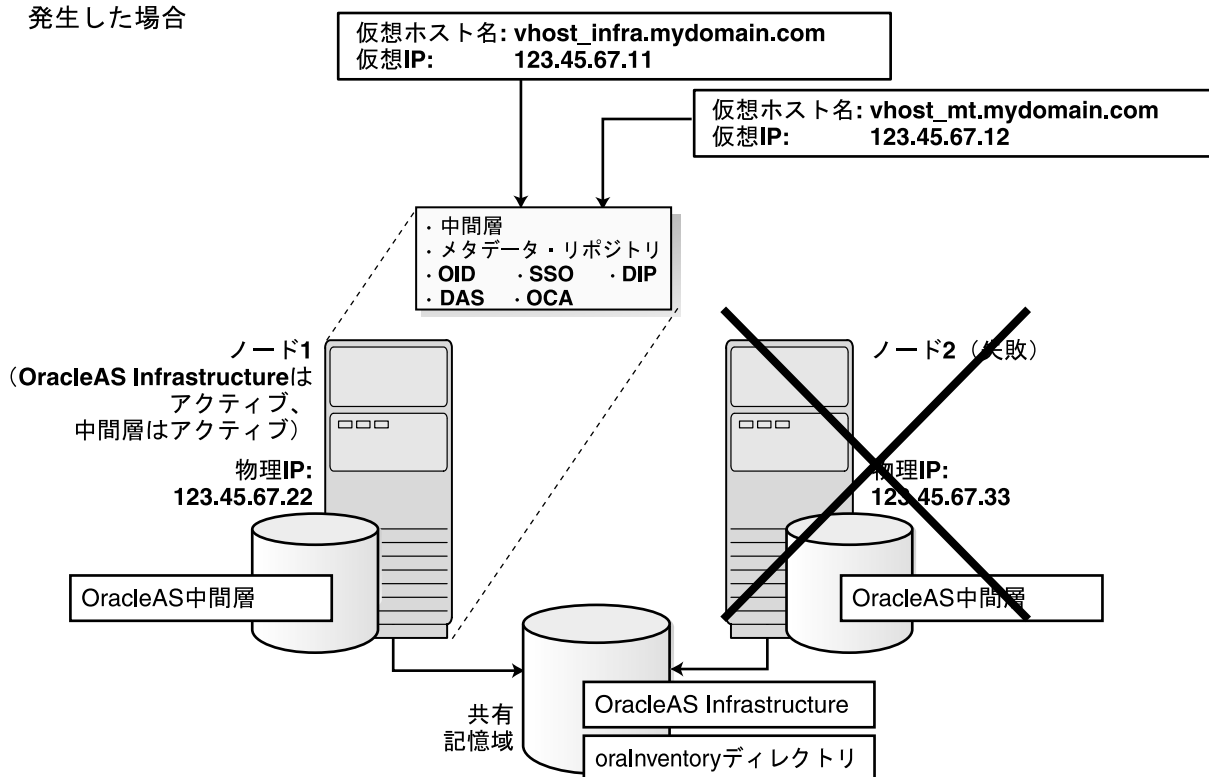 発生した場合
仮想ホスト名: vhost_infra.mydomain.com
仮想IP: 123.45.67.11
仮想ホスト名: vhost_mt.mydomain.com
仮想IP: 123.45.67.12
・中間層
・メタデータ・リポジトリ
・OID ・SSO ・DIP
・DAS ・OCA
ノード1
（OracleAS Infrastructureは
アクティブ、
中間層はアクティブ）
物理IP:
123.45.67.22
OracleAS中間層
ノード2（失敗）
物理IP:
123.45.67.33
OracleAS中間層
共有
記憶域
OracleAS Infrastructure
oraInventoryディレクトリ